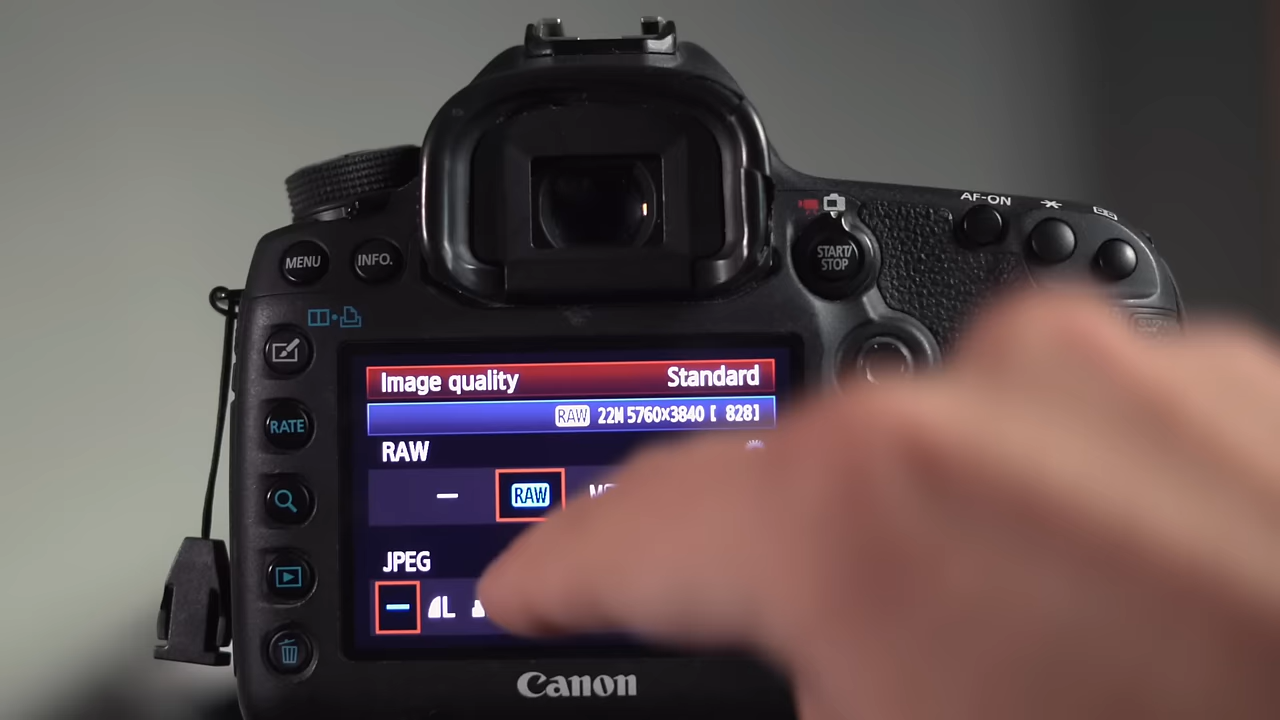 AF-ON
MENU
INFO.
START/
STOP
Image quality Standard
RAW 22M 5760x3840 [ 828]
RAW
RATE
– RAW
JPEG
– L
Canon